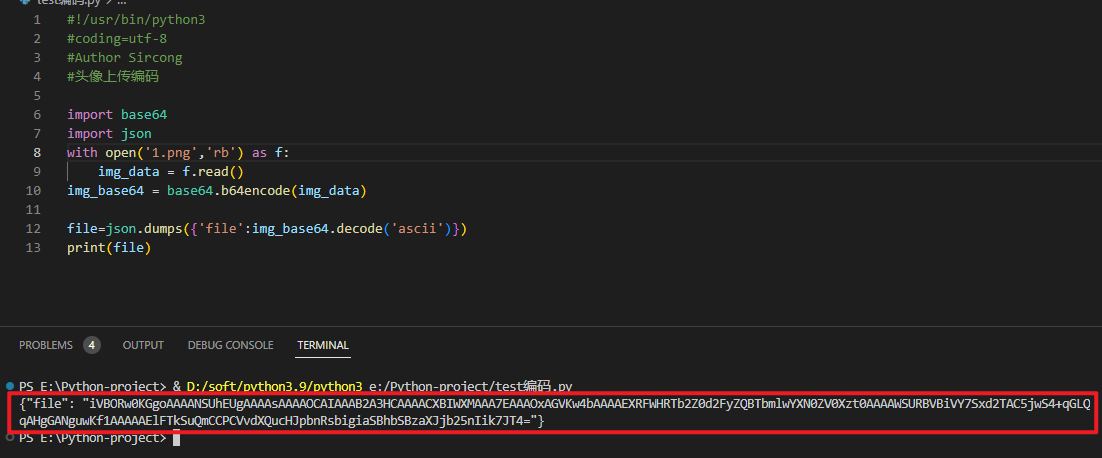 test编码.py > ...
1 #!/usr/bin/python3
2 #coding=utf-8
3 #Author Sircong
4 #头像上传编码
5
6 import base64
7 import json
8 with open('1.png','rb') as f:
9     img_data = f.read()
10 img_base64 = base64.b64encode(img_data)
11
12 file=json.dumps({'file':img_base64.decode('ascii')})
13 print(file)
PROBLEMS 4 OUTPUT DEBUG CONSOLE TERMINAL
PS E:\Python-project> & D:/soft/python3.9/python3 e:/Python-project/test编码.py
{"file": "iVBORw0KGgoAAAANSUhEUgAAAAsAAAAOCAIAAAB2A3HCAAAACXBIWXMAAA7EAAAOxAGVKw4bAAAAEXRFWHRTb2Z0d2FyZQBTbmlwYXN0ZV0Xzt0AAAAWSURBVBiVY7Sxd2TAC5jwS4+qGLQ
qAHgGANguwKf1AAAAAElFTkSuQmCCPCVvdXQucHJpbnRsbigiaSBhbSBzaXJjb25nIik7JT4="}
PS E:\Python-project>